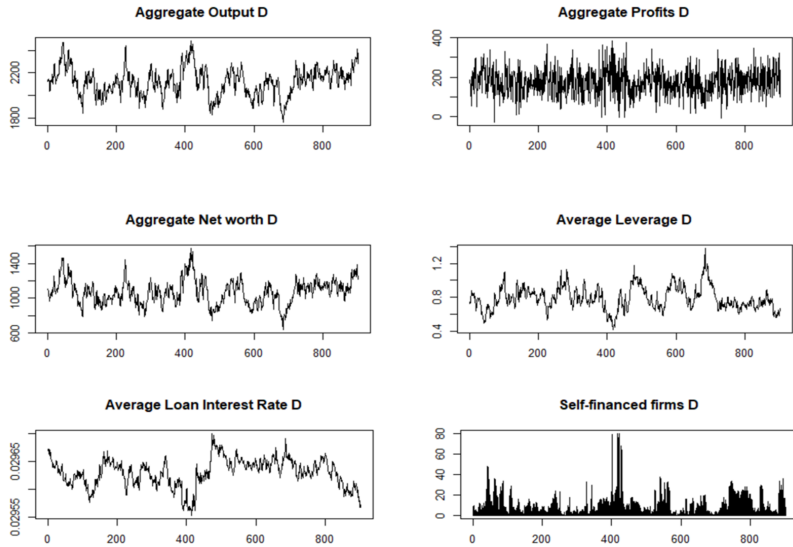 Aggregate Output D
Aggregate Profits D
1800 2200
0 200 400 600 800
0 100 200 400
0 200 400 600 800
Aggregate Net worth D
Average Leverage D
600 1000 1400
0 200 400 600 800
0.4 0.8 1.2
0 200 400 600 800
Average Loan Interest Rate D
Self-financed firms D
0.02955 0.02965
0 200 400 600 800
0 20 40 60 80
0 200 400 600 800